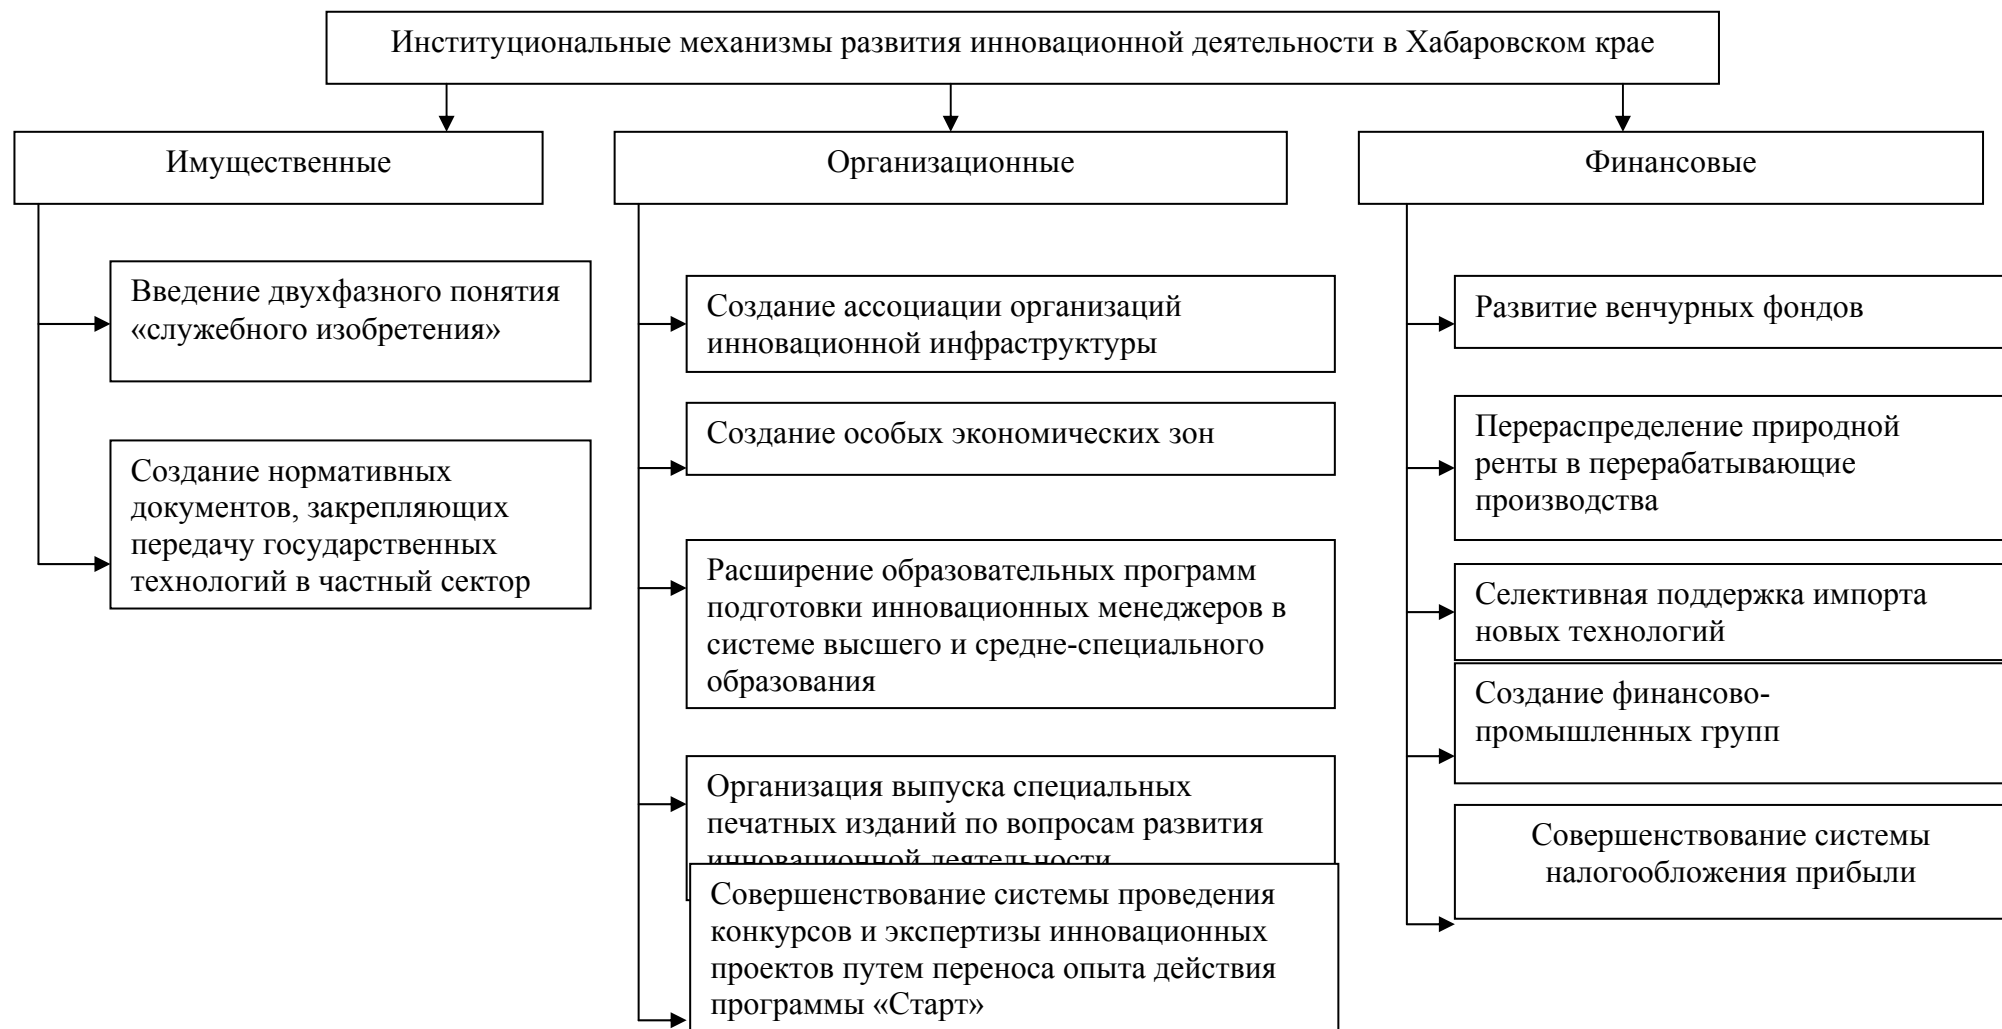 Институциональные механизмы развития инновационной деятельности в Хабаровском крае
Имущественные
Организационные
Финансовые
Введение двухфазного понятия
«служебного изобретения»
Создание нормативных
документов, закрепляющих
передачу государственных
технологий в частный сектор
Создание ассоциации организаций
инновационной инфраструктуры
Создание особых экономических зон
Расширение образовательных программ
подготовки инновационных менеджеров в
системе высшего и средне-специального
образования
Организация выпуска специальных
печатных изданий по вопросам развития
инновационной деятельности
Совершенствование системы проведения
конкурсов и экспертизы инновационных
проектов путем переноса опыта действия
программы «Старт»
Развитие венчурных фондов
Перераспределение природной
ренты в перерабатывающие
производства
Селективная поддержка импорта
новых технологий
Создание финансово-
промышленных групп
Совершенствование системы
налогообложения прибыли